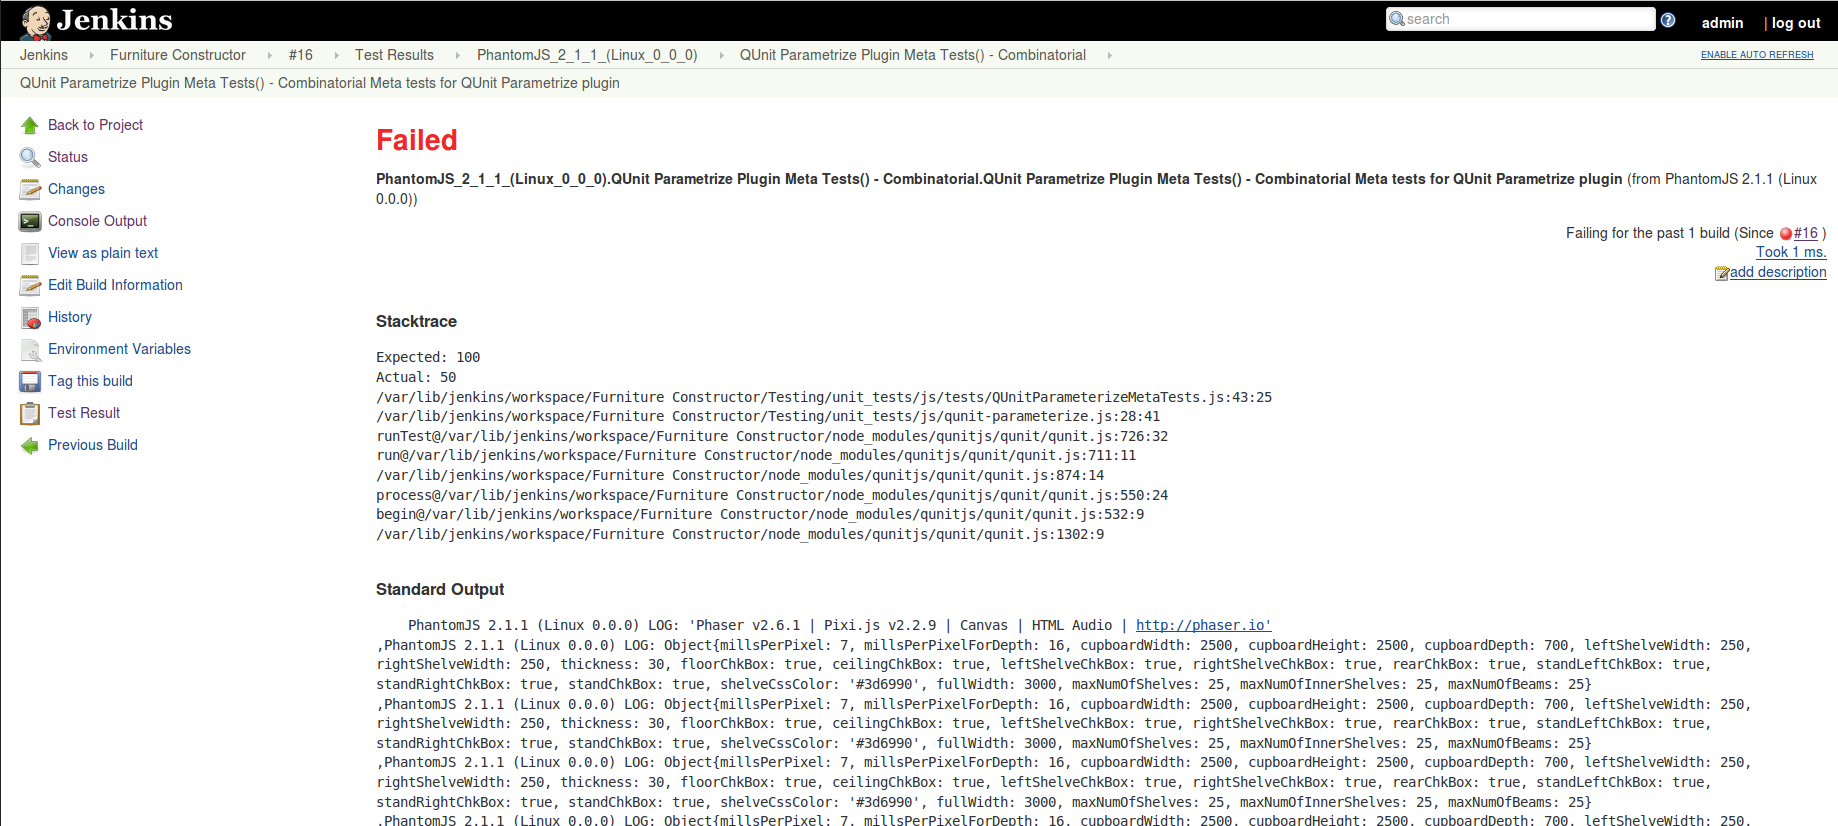 Jenkins
search
admin
| log out
Jenkins
Furniture Constructor
#16
Test Results
PhantomJS_2_1_1_(Linux_0_0_0)
QUnit Parametrize Plugin Meta Tests() - Combinatorial
ENABLE AUTO REFRESH
QUnit Parametrize Plugin Meta Tests() - Combinatorial Meta tests for QUnit Parametrize plugin
Back to Project
Status
Changes
Console Output
View as plain text
Edit Build Information
History
Environment Variables
Tag this build
Test Result
Previous Build
Failed
PhantomJS_2_1_1_(Linux_0_0_0).QUnit Parametrize Plugin Meta Tests() - Combinatorial.QUnit Parametrize Plugin Meta Tests() - Combinatorial Meta tests for QUnit Parametrize plugin (from PhantomJS 2.1.1 (Linux
0.0.0))
Failing for the past 1 build (Since #16 )
Took 1 ms.
add description
Stacktrace
Expected: 100
Actual: 50
/var/lib/jenkins/workspace/Furniture Constructor/Testing/unit_tests/js/tests/QUnitParameterizeMetaTests.js:43:25
/var/lib/jenkins/workspace/Furniture Constructor/Testing/unit_tests/js/qunit-parameterize.js:28:41
runTest@/var/lib/jenkins/workspace/Furniture Constructor/node_modules/qunitjs/qunit/qunit.js:726:32
run@/var/lib/jenkins/workspace/Furniture Constructor/node_modules/qunitjs/qunit/qunit.js:711:11
/var/lib/jenkins/workspace/Furniture Constructor/node_modules/qunitjs/qunit/qunit.js:874:14
process@/var/lib/jenkins/workspace/Furniture Constructor/node_modules/qunitjs/qunit/qunit.js:550:24
begin@/var/lib/jenkins/workspace/Furniture Constructor/node_modules/qunitjs/qunit/qunit.js:532:9
/var/lib/jenkins/workspace/Furniture Constructor/node_modules/qunitjs/qunit/qunit.js:1302:9
Standard Output
PhantomJS 2.1.1 (Linux 0.0.0) LOG: 'Phaser v2.6.1 | Pixi.js v2.2.9 | Canvas | HTML Audio | http://phaser.io'
,PhantomJS 2.1.1 (Linux 0.0.0) LOG: Object{millsPerPixel: 7, millsPerPixelForDepth: 16, cupboardWidth: 2500, cupboardHeight: 2500, cupboardDepth: 700, leftShelveWidth: 250,
rightShelveWidth: 250, thickness: 30, floorChkBox: true, ceilingChkBox: true, leftShelveChkBox: true, rightShelveChkBox: true, rearChkBox: true, standLeftChkBox: true,
standRightChkBox: true, standChkBox: true, shelveCssColor: '#3d6990', fullWidth: 3000, maxNumOfShelves: 25, maxNumOfInnerShelves: 25, maxNumOfBeams: 25}
,PhantomJS 2.1.1 (Linux 0.0.0) LOG: Object{millsPerPixel: 7, millsPerPixelForDepth: 16, cupboardWidth: 2500, cupboardHeight: 2500, cupboardDepth: 700, leftShelveWidth: 250,
rightShelveWidth: 250, thickness: 30, floorChkBox: true, ceilingChkBox: true, leftShelveChkBox: true, rightShelveChkBox: true, rearChkBox: true, standLeftChkBox: true,
standRightChkBox: true, standChkBox: true, shelveCssColor: '#3d6990', fullWidth: 3000, maxNumOfShelves: 25, maxNumOfInnerShelves: 25, maxNumOfBeams: 25}
,PhantomJS 2.1.1 (Linux 0.0.0) LOG: Object{millsPerPixel: 7, millsPerPixelForDepth: 16, cupboardWidth: 2500, cupboardHeight: 2500, cupboardDepth: 700, leftShelveWidth: 250,
rightShelveWidth: 250, thickness: 30, floorChkBox: true, ceilingChkBox: true, leftShelveChkBox: true, rightShelveChkBox: true, rearChkBox: true, standLeftChkBox: true,
standRightChkBox: true, standChkBox: true, shelveCssColor: '#3d6990', fullWidth: 3000, maxNumOfShelves: 25, maxNumOfInnerShelves: 25, maxNumOfBeams: 25}
,PhantomJS 2.1.1 (Linux 0.0.0) LOG: Object{millsPerPixel: 7, millsPerPixelForDepth: 16, cupboardWidth: 2500, cupboardHeight: 2500, cupboardDepth: 700, leftShelveWidth: 250,